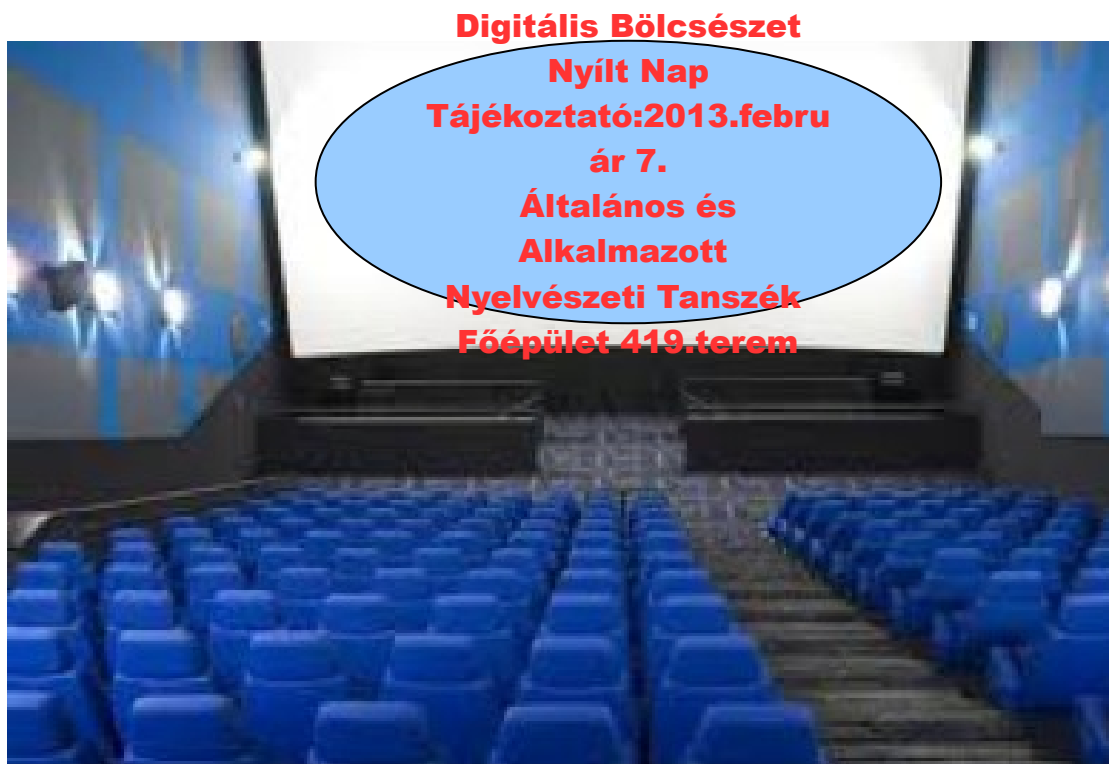 Digitális Bölcsészet
Nyílt Nap
Tájékoztató:2013.febru
ár 7.
Általános és
Alkalmazott
Nyelvészeti Tanszék
Főépület 419.terem